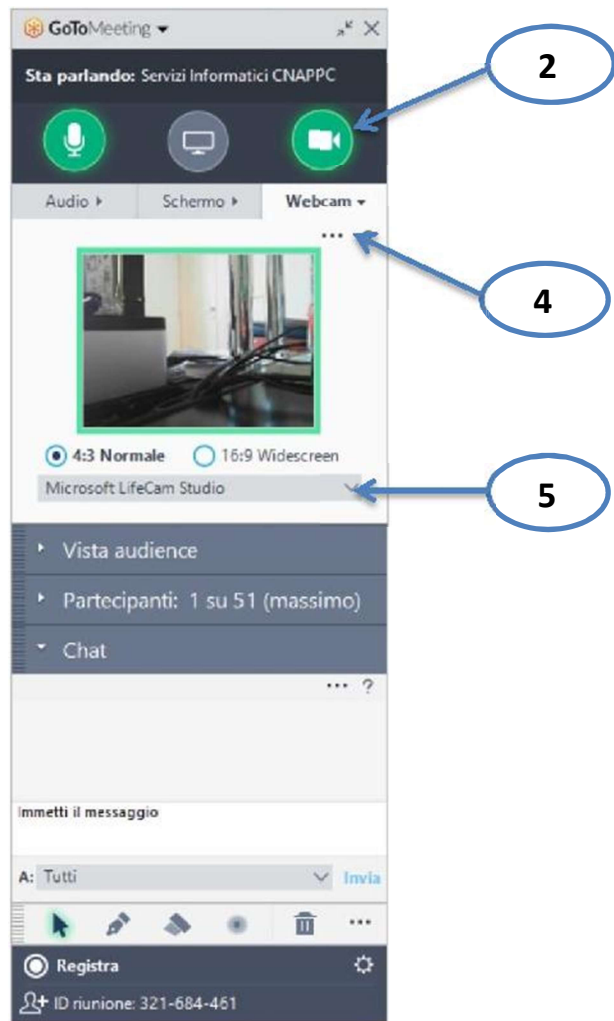 GoToMeeting
Sta parlando: Servizi Informatici CNAPPC
2
Audio Schermo Webcam
4
4:3 Normale 16:9 Widescreen
Microsoft LifeCam Studio
5
Vista audience
Partecipanti: 1 su 51 (massimo)
Chat
... ?
Immetti il messaggio
A: Tutti Invia
Registra
ID riunione: 321-684-461